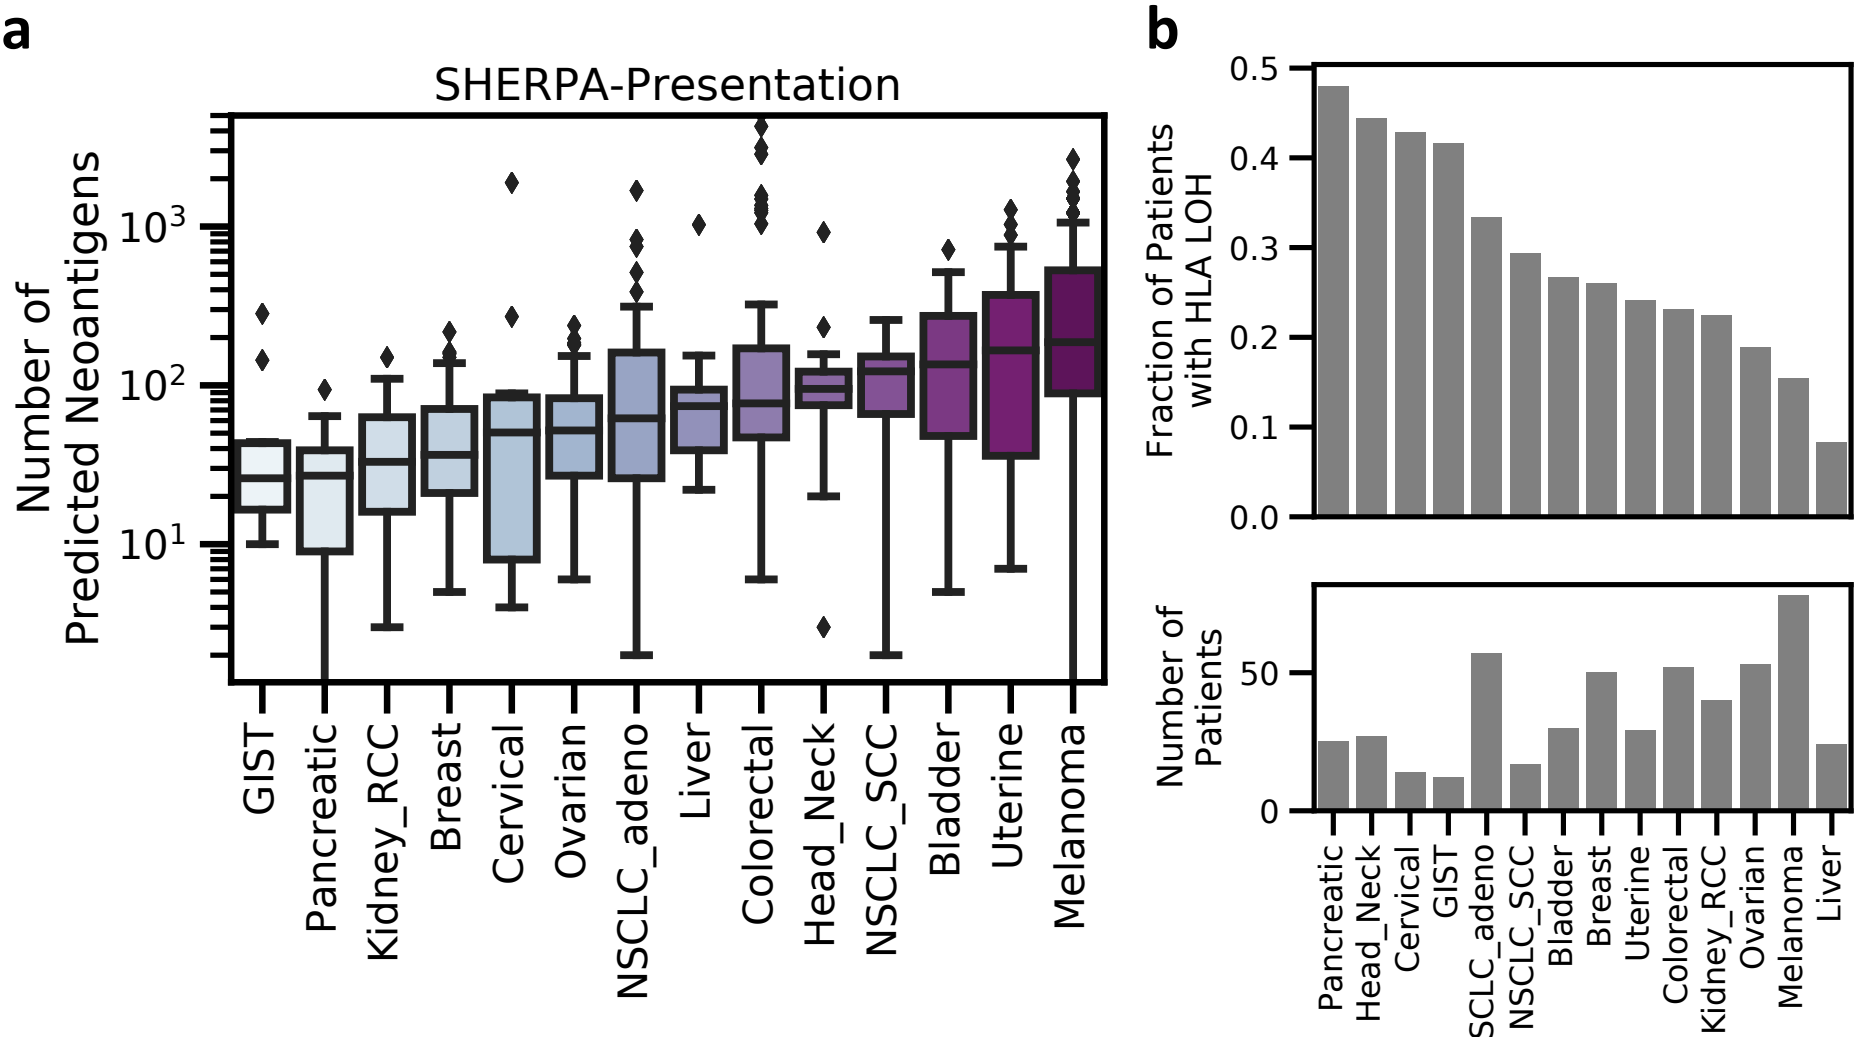 a
SHERPA-Presentation
Number of
Predicted Neoantigens
10³
10²
10¹
GIST
Pancreatic
Kidney_RCC
Breast
Cervical
Ovarian
NSCLC_adeno
Liver
Colorectal
Head_Neck
NSCLC_SCC
Bladder
Uterine
Melanoma
b
Fraction of Patients
with HLA LOH
0.5
0.4
0.3
0.2
0.1
0.0
Number of
Patients
50
0
Pancreatic
Head_Neck
Cervical
GIST
SCLC_adeno
NSCLC_SCC
Bladder
Breast
Uterine
Colorectal
Kidney_RCC
Ovarian
Melanoma
Liver